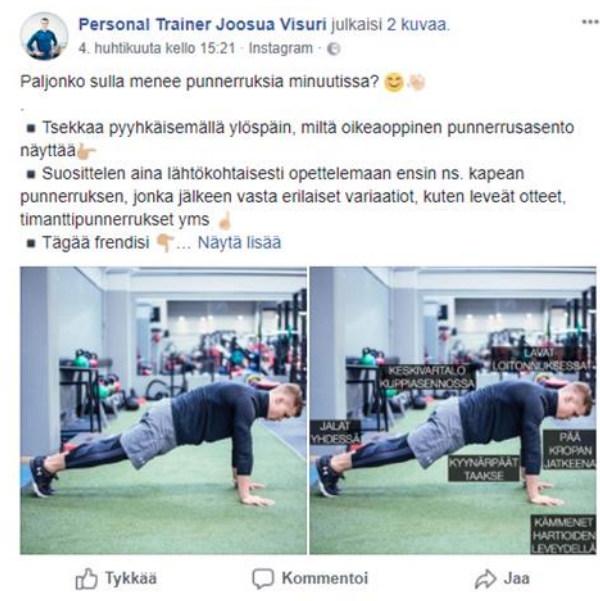 Personal Trainer Joosua Visuri julkaisi 2 kuvaa.
4. huhtikuuta kello 15:21 · Instagram ·
Paljonko sulla menee punnerruksia minuutissa? 😊👋🏼
.
▪ Tsekkaa pyyhkäisemällä ylöspäin, miltä oikeaoppinen punnerrusasento
näyttää👉🏼
▪ Suosittelen aina lähtökohtaisesti opettelemaan ensin ns. kapean
punnerruksen, jonka jälkeen vasta erilaiset variaatiot, kuten leveät otteet,
timanttipunnerrukset yms ☝🏼
▪ Tägää frendisi 👇🏼... Näytä lisää
LAVAT
LOITONNUKSESSA
KESKIVARTALO
KUPPIASENNOSSA
JALAT
YHDESSÄ
KYYNÄRPÄÄT
TAAKSE
PÄÄ
KROPAN
JATKEENA
KÄMMENET
HARTIOIDEN
LEVEYDELLÄ
Tykkää
Kommentoi
Jaa